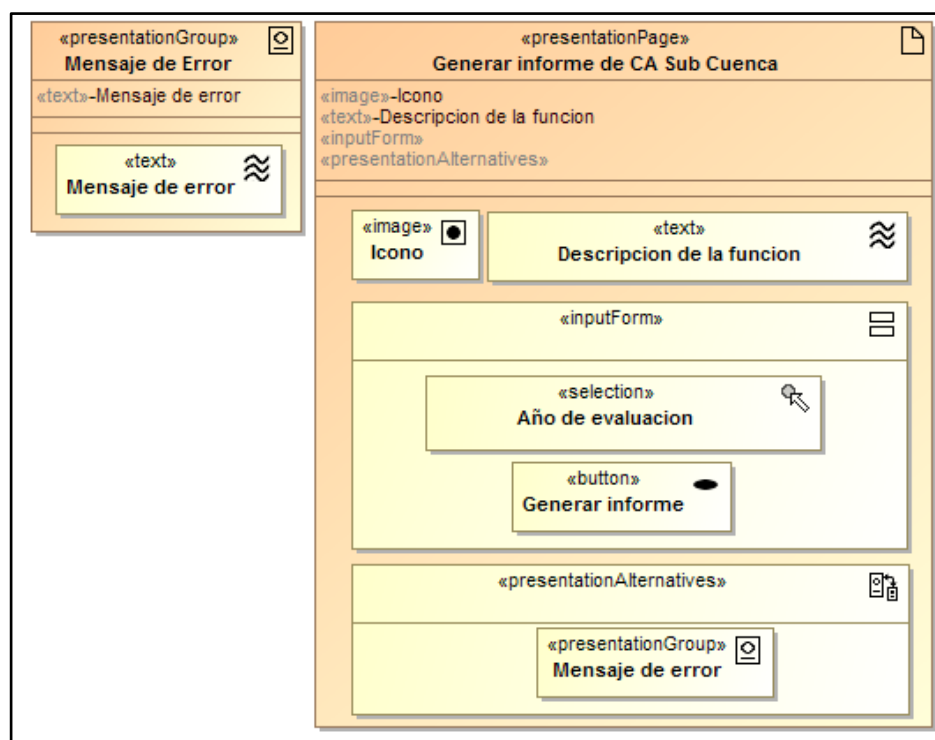 «presentationGroup»
Mensaje de Error
«text»-Mensaje de error
«text»
Mensaje de error
«presentationPage»
Generar informe de CA Sub Cuenca
«image»-Icono
«text»-Descripcion de la funcion
«inputForm»
«presentationAlternatives»
«image»
Icono
«text»
Descripcion de la funcion
«inputForm»
«selection»
Año de evaluacion
«button»
Generar informe
«presentationAlternatives»
«presentationGroup»
Mensaje de error